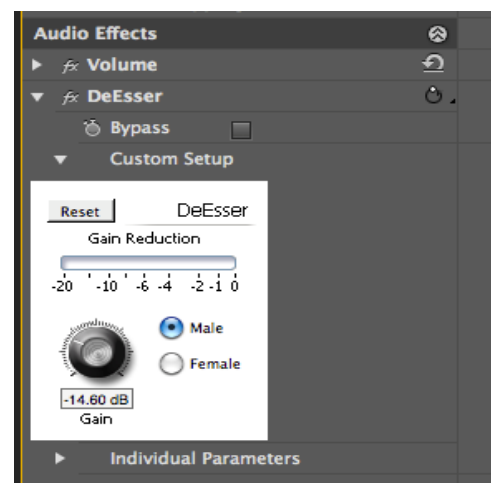 Audio Effects
fx Volume
fx DeEsser
Bypass
Custom Setup
Reset DeEsser
Gain Reduction
-20 -10 -6 -4 -2 -1 0
Male
Female
-14.60 dB
Gain
Individual Parameters